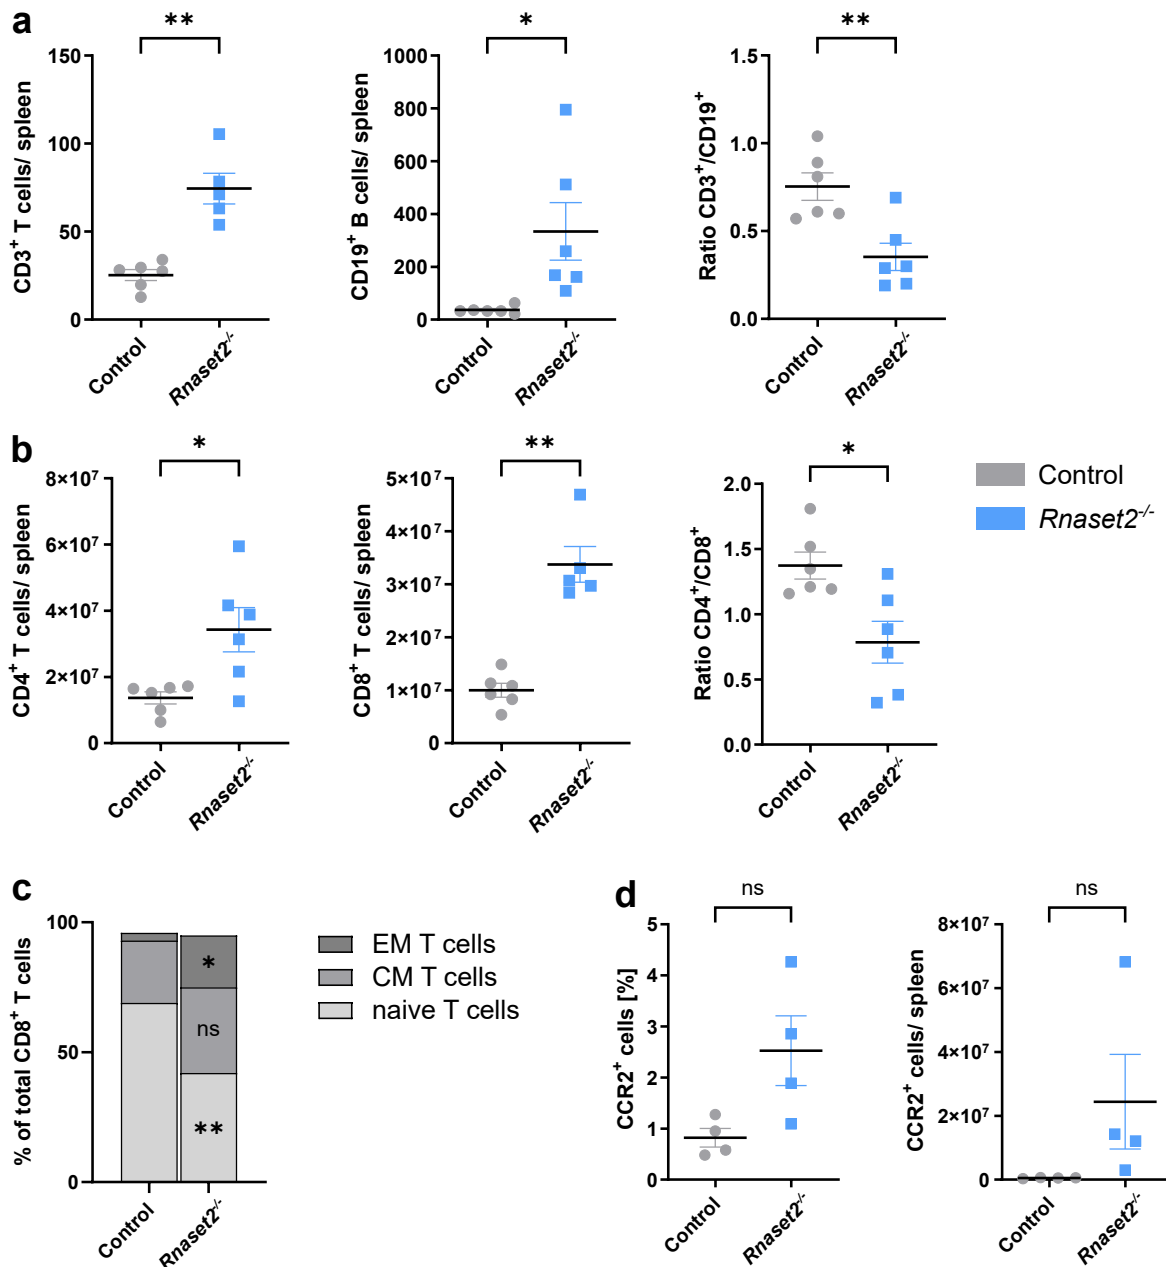 a
**
*
**
CD3⁺ T cells/ spleen
150
100
50
0
Control
Rnaset2⁻/⁻
CD19⁺ B cells/ spleen
1000
800
600
400
200
0
Control
Rnaset2⁻/⁻
Ratio CD3⁺/CD19⁺
1.5
1.0
0.5
0.0
Control
Rnaset2⁻/⁻
b
*
**
*
CD4⁺ T cells/ spleen
8×10⁷
6×10⁷
4×10⁷
2×10⁷
0
Control
Rnaset2⁻/⁻
CD8⁺ T cells/ spleen
5×10⁷
4×10⁷
3×10⁷
2×10⁷
1×10⁷
0
Control
Rnaset2⁻/⁻
Ratio CD4⁺/CD8⁺
2.0
1.5
1.0
0.5
0.0
Control
Rnaset2⁻/⁻
Control
Rnaset2⁻/⁻
c
% of total CD8⁺ T cells
100
50
0
*
ns
**
Control
Rnaset2⁻/⁻
EM T cells
CM T cells
naive T cells
d
ns
ns
CCR2⁺ cells [%]
5
4
3
2
1
0
Control
Rnaset2⁻/⁻
CCR2⁺ cells/ spleen
8×10⁷
6×10⁷
4×10⁷
2×10⁷
0
Control
Rnaset2⁻/⁻